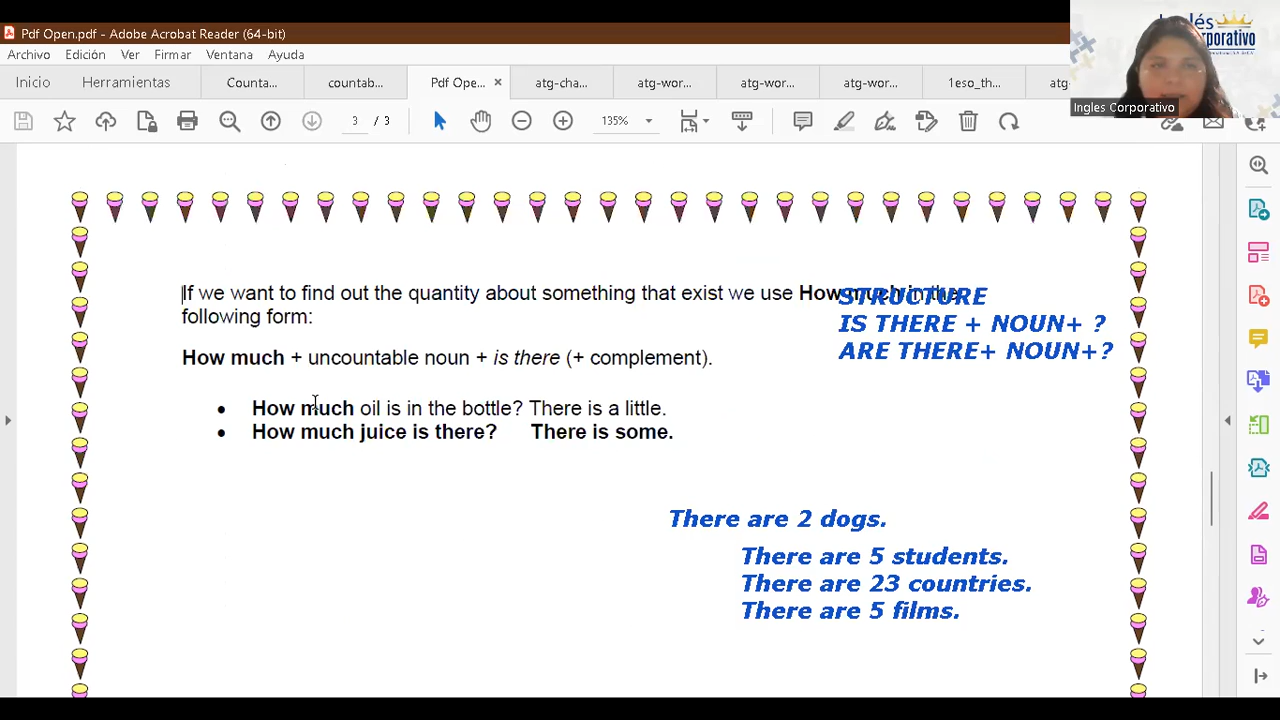 Pdf Open.pdf - Adobe Acrobat Reader (64-bit)
Archivo Edición Ver Firmar Ventana Ayuda
Inicio Herramientas Counta... countab... Pdf Ope... × atg-cha... atg-wor... atg-wor... atg-wor... 1eso_th...
Inglés
Corporativo
Ingles Corporativo
3 / 3 135%
If we want to find out the quantity about something that exist we use How much in the
following form:
STRUCTURE
IS THERE + NOUN+ ?
ARE THERE+ NOUN+?
How much + uncountable noun + is there (+ complement).
• How much oil is in the bottle? There is a little.
• How much juice is there? There is some.
There are 2 dogs.
There are 5 students.
There are 23 countries.
There are 5 films.